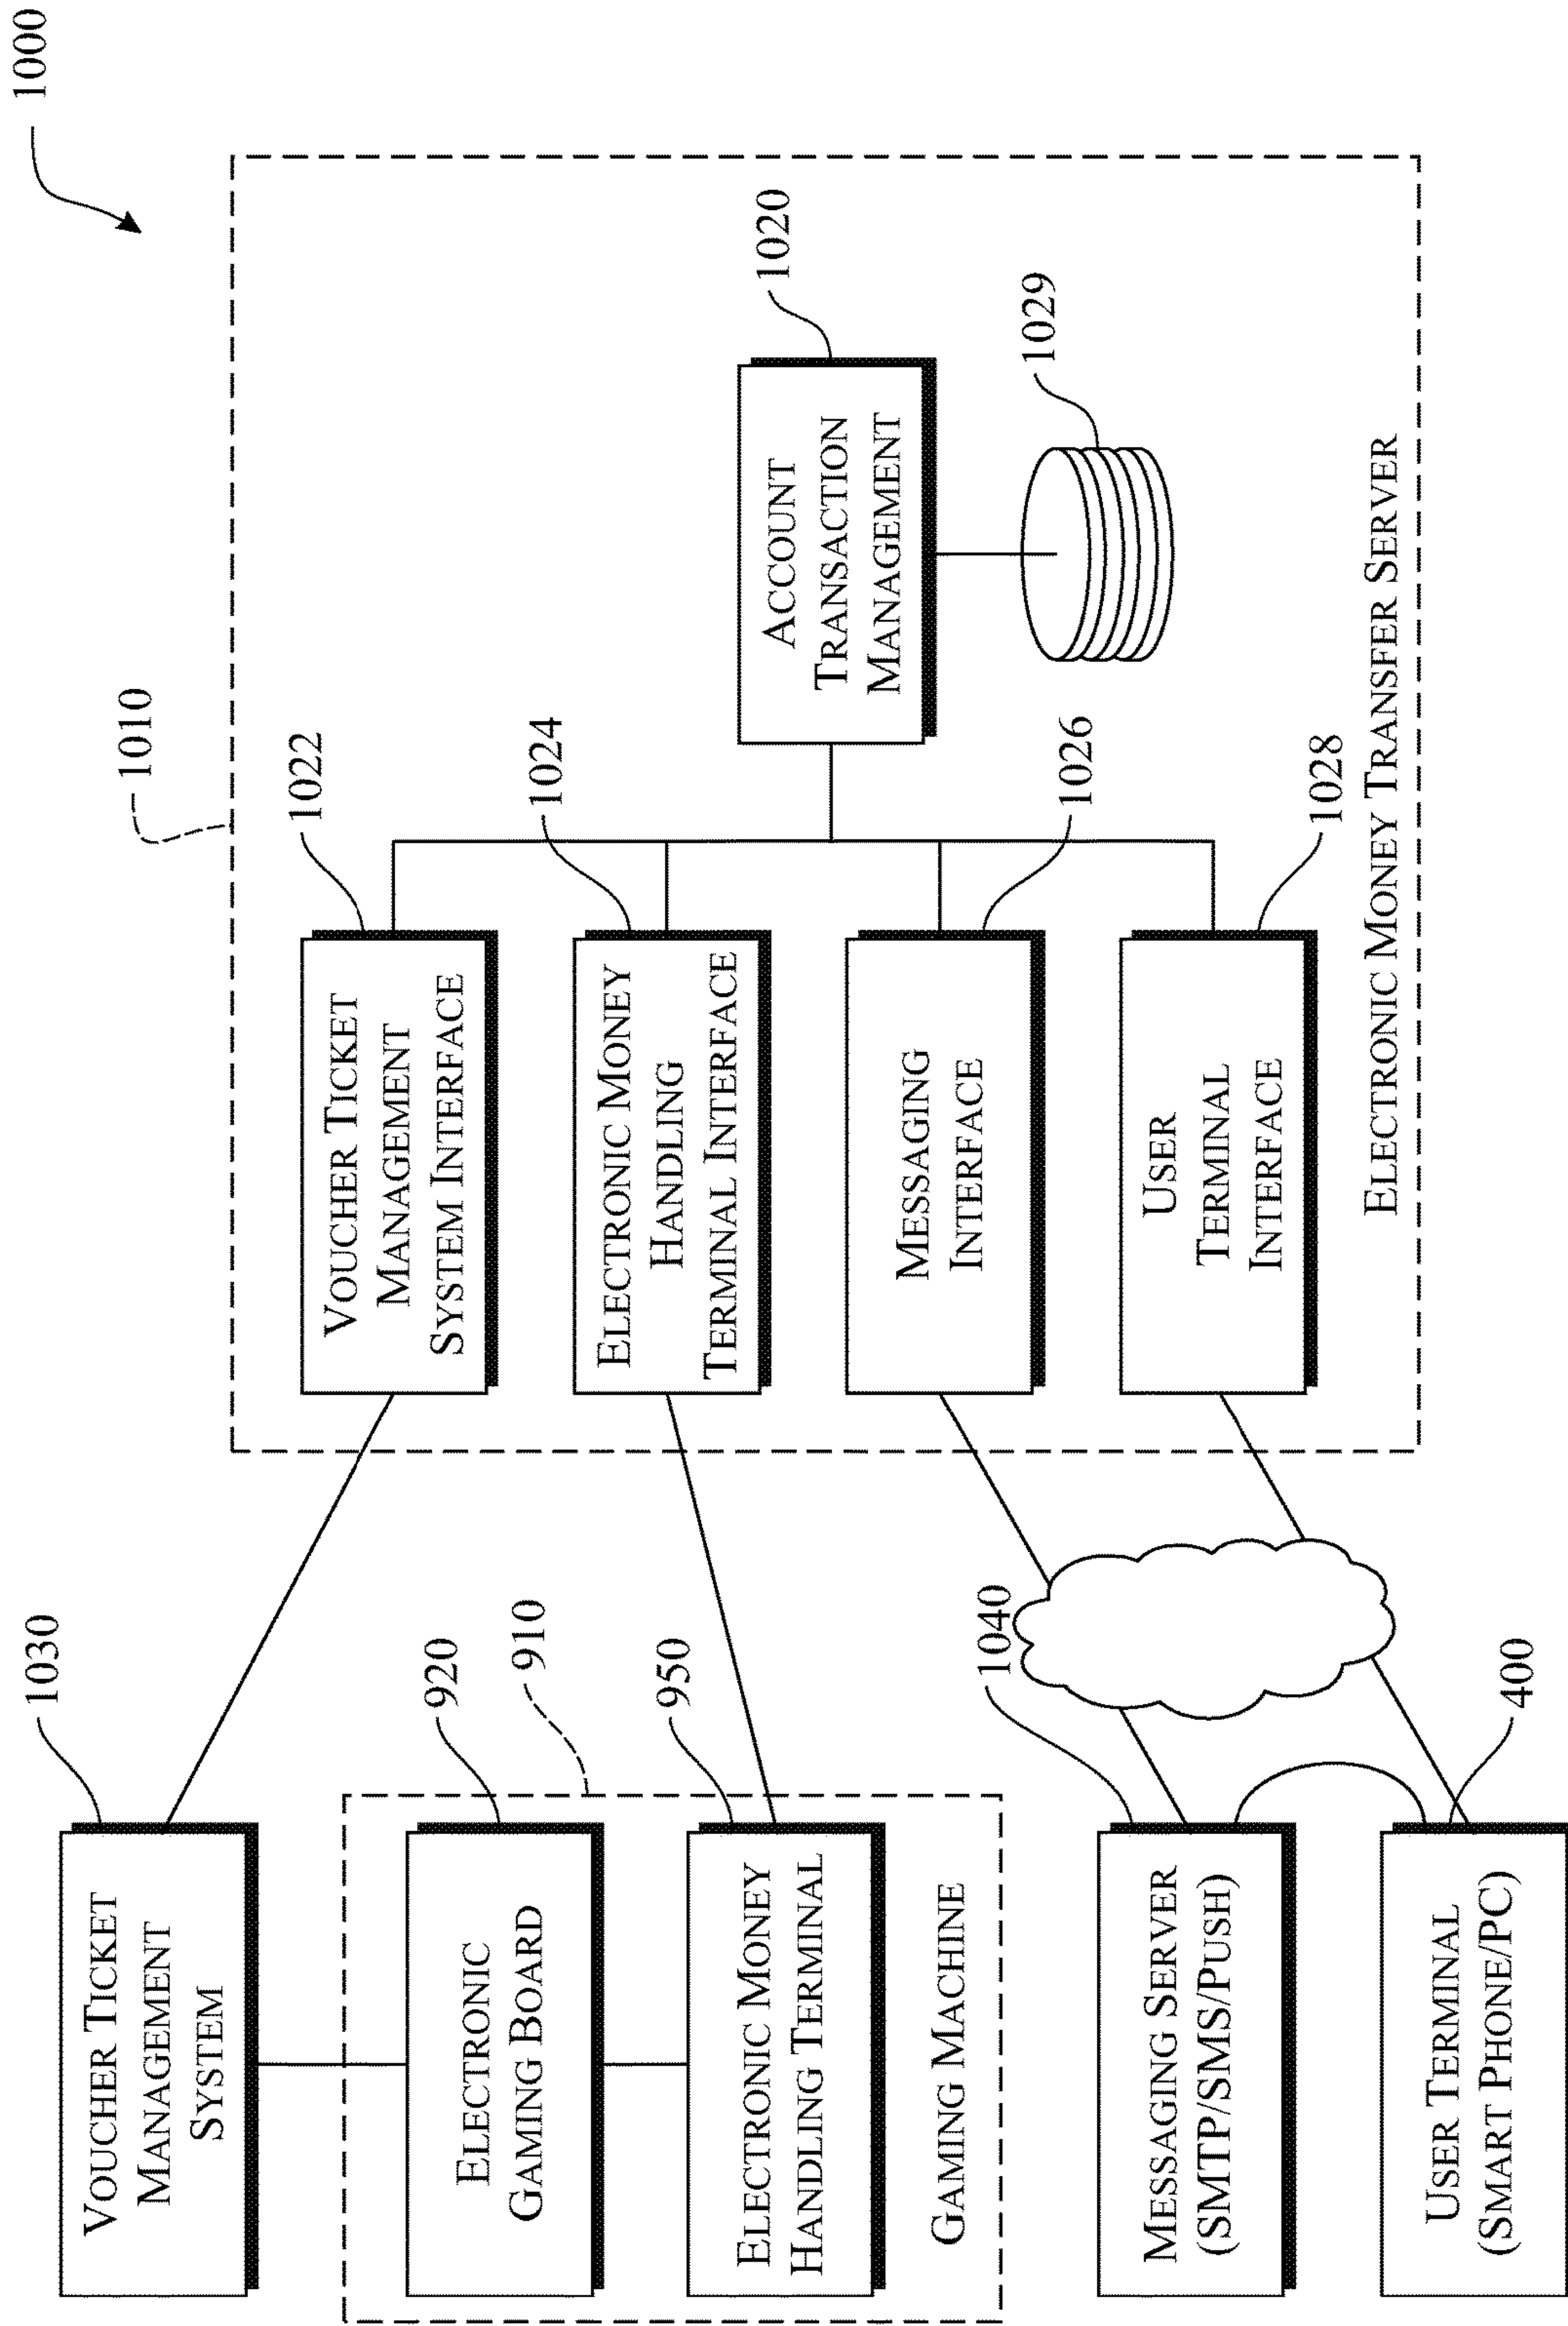 1000
1010
1030
VOUCHER TICKET
MANAGEMENT
SYSTEM
1022
VOUCHER TICKET
MANAGEMENT
SYSTEM INTERFACE
920
ELECTRONIC
GAMING BOARD
910
1024
ELECTRONIC MONEY
HANDLING
TERMINAL INTERFACE
1020
ACCOUNT
TRANSACTION
MANAGEMENT
950
ELECTRONIC MONEY
HANDLING TERMINAL
GAMING MACHINE
1026
MESSAGING
INTERFACE
1029
1040
MESSAGING SERVER
(SMTP/SMS/PUSH)
1028
USER
TERMINAL
INTERFACE
400
USER TERMINAL
(SMART PHONE/PC)
ELECTRONIC MONEY TRANSFER SERVER